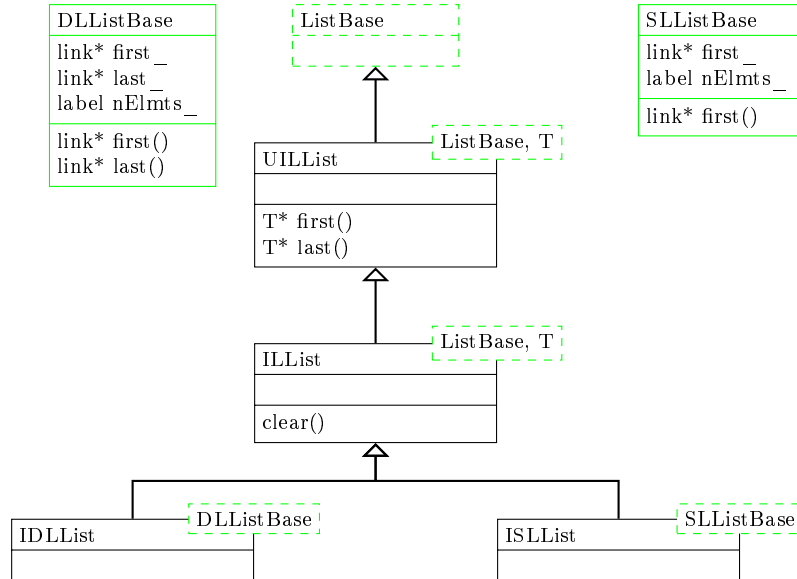 DLListBase
link* first_
link* last_
label nElmts_
link* first()
link* last()
ListBase
SLListBase
link* first_
label nElmts_
link* first()
ListBase, T
UILList
T* first()
T* last()
ListBase, T
ILList
clear()
DLListBase
IDLList
SLListBase
ISLList